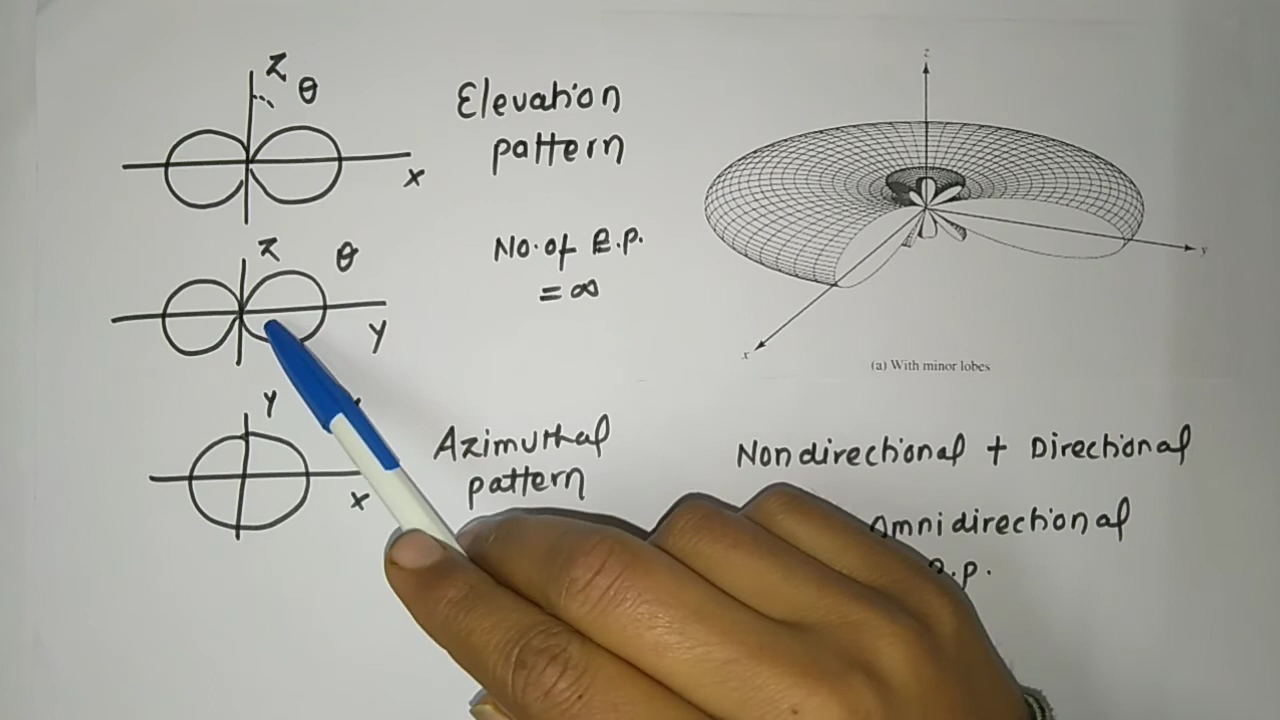 Z
θ
x
Elevation
pattern
Z
θ
y
No. of E.p.
= ∞
y
x
Azimuthal
pattern
z
y
x
(a) With minor lobes
Nondirectional + Directional
Omnidirectional
.p.